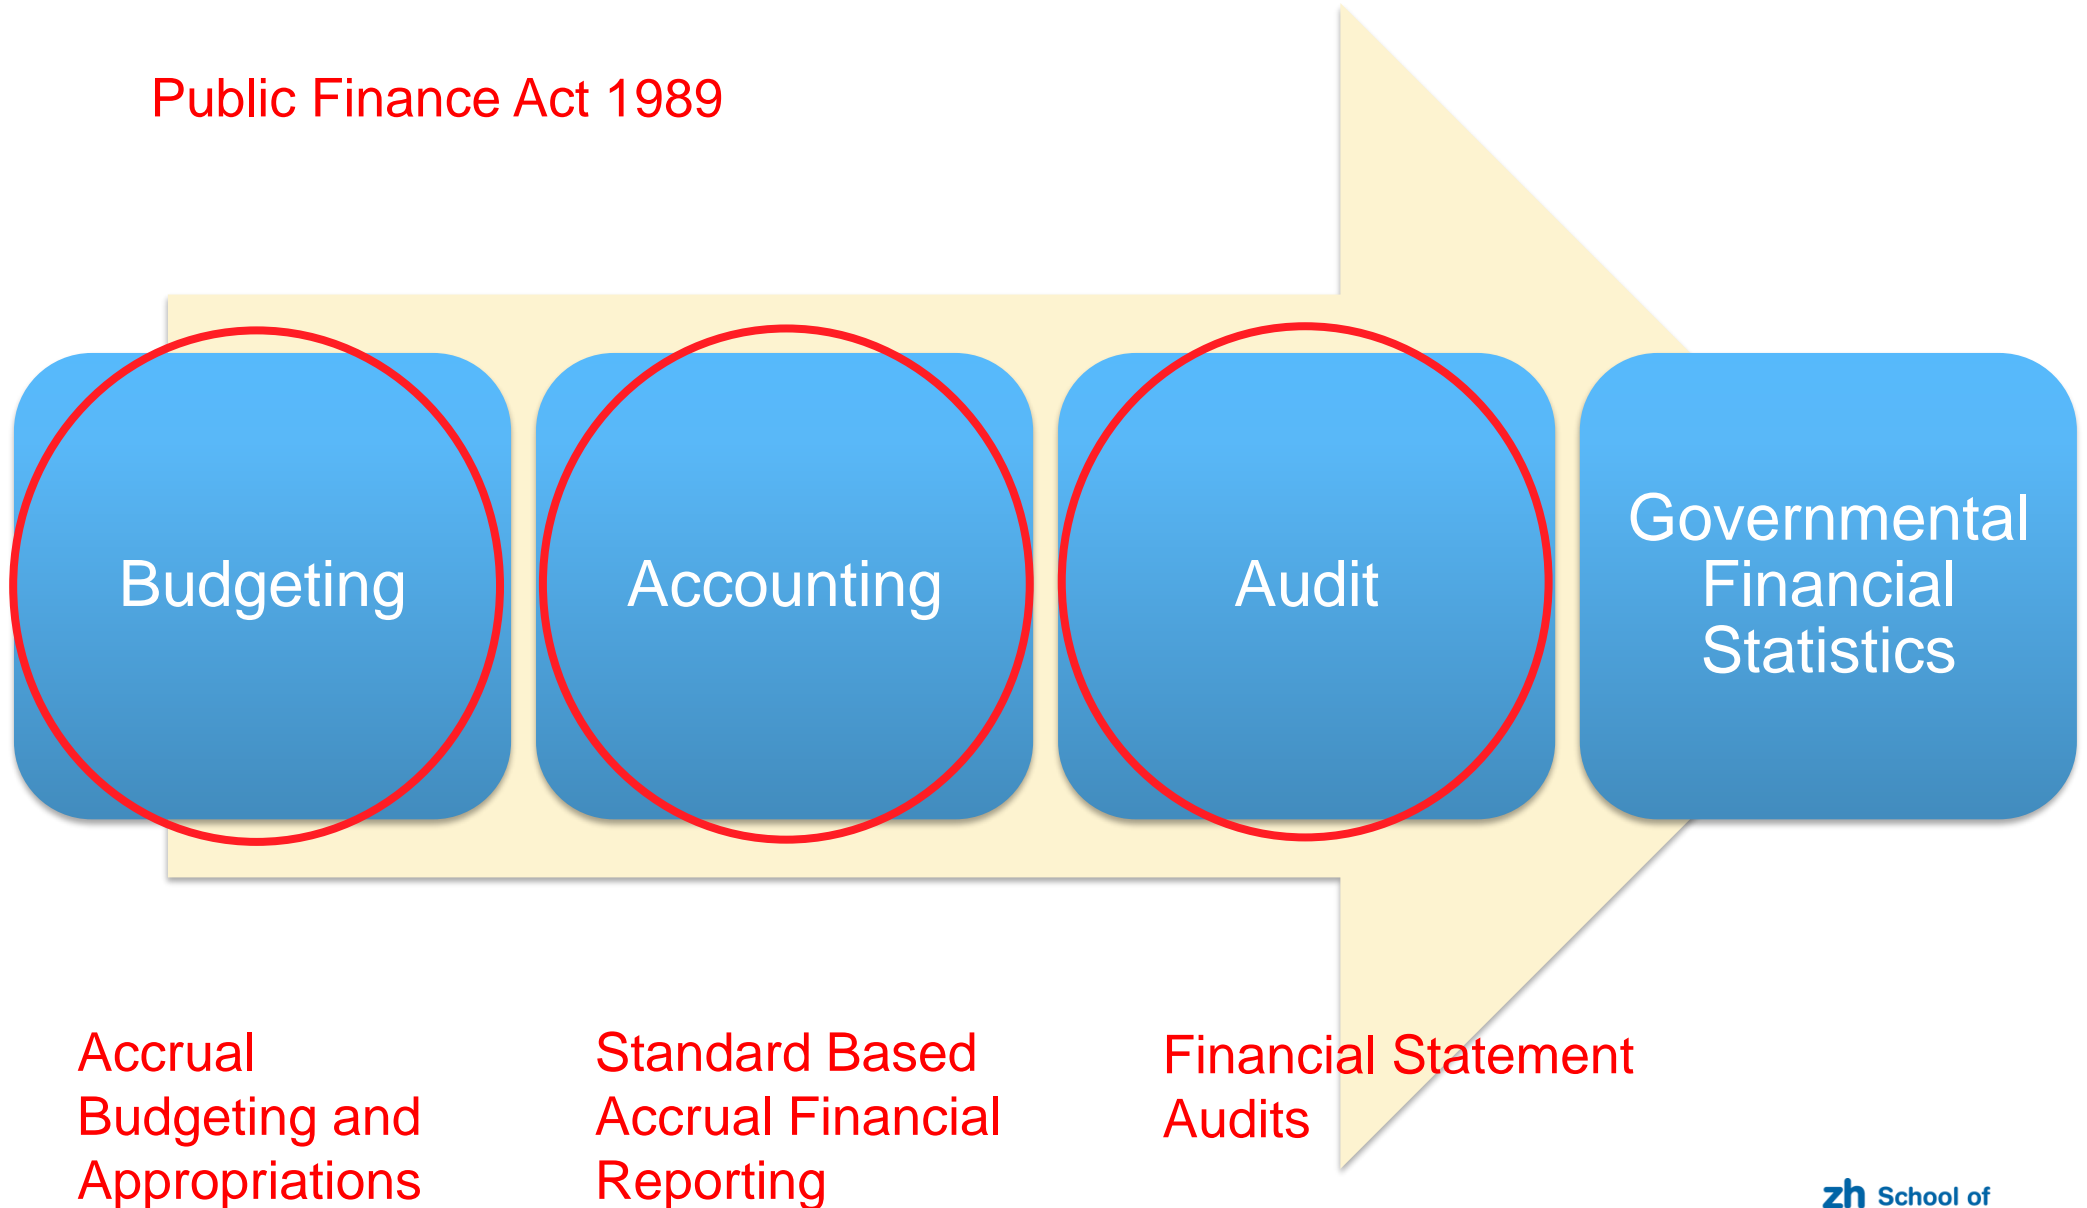 Public Finance Act 1989
Budgeting
Accounting
Audit
Governmental
Financial
Statistics
Accrual
Budgeting and
Appropriations
Standard Based
Accrual Financial
Reporting
Financial Statement
Audits
zh School of